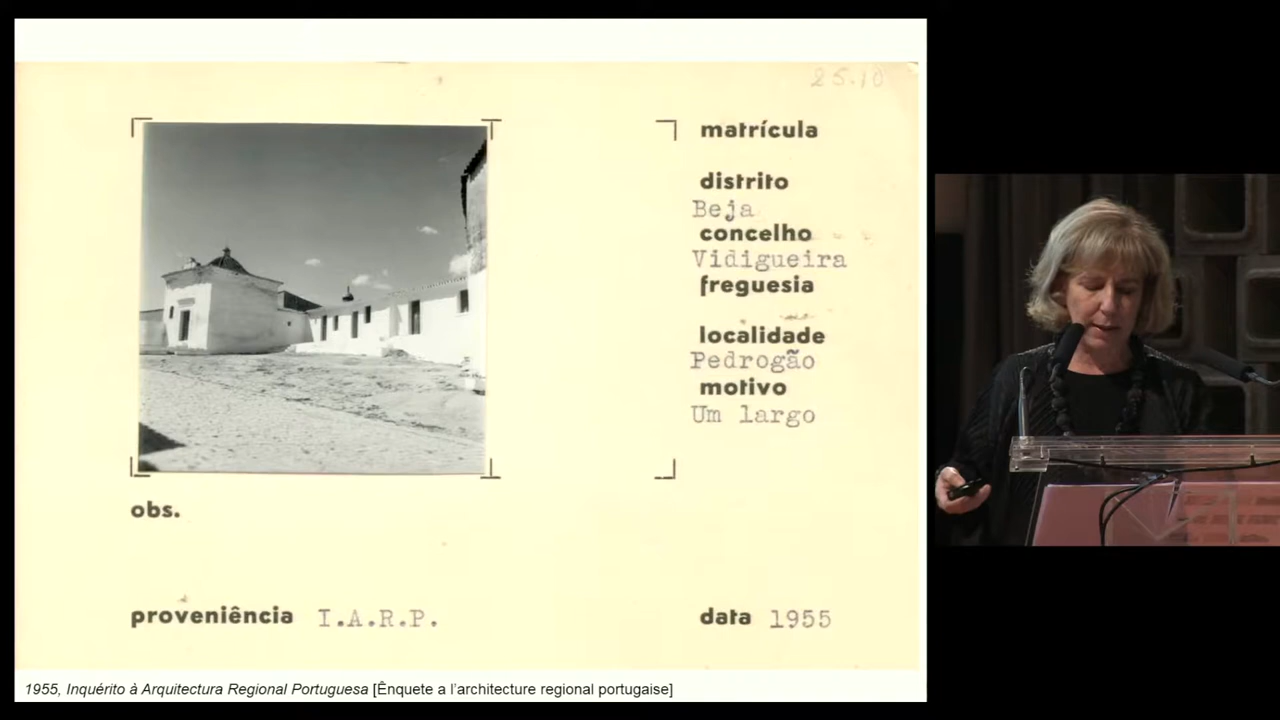 25.10
matrícula
distrito
Beja
concelho
Vidigueira
freguesia
localidade
Pedrogão
motivo
Um largo
obs.
proveniência I.A.R.P.
data 1955
1955, Inquérito à Arquitectura Regional Portuguesa [Ênquete a l’architecture regional portugaise]